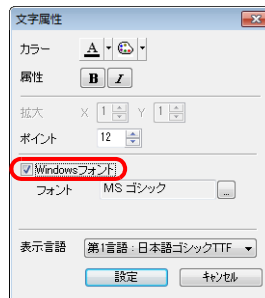 文字属性
カラー A
属性 B I
拡大 X 1 Y 1
ポイント 12
Windowsフォント
フォント MS ゴシック ...
表示言語 第1言語:日本語ゴシックTTF
設定 キャンセル